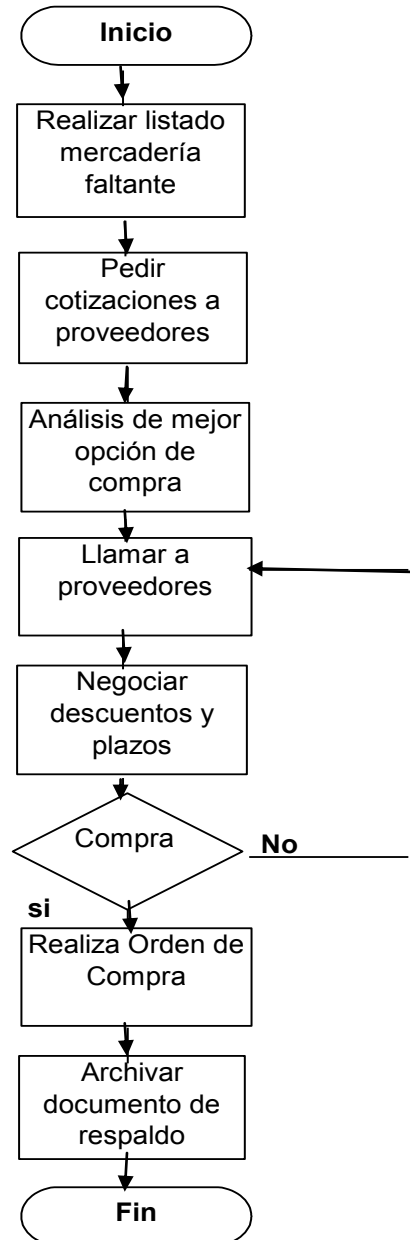 Inicio
Realizar listado
mercadería
faltante
Pedir
cotizaciones a
proveedores
Análisis de mejor
opción de
compra
Llamar a
proveedores
Negociar
descuentos y
plazos
Compra
No
si
Realiza Orden de
Compra
Archivar
documento de
respaldo
Fin